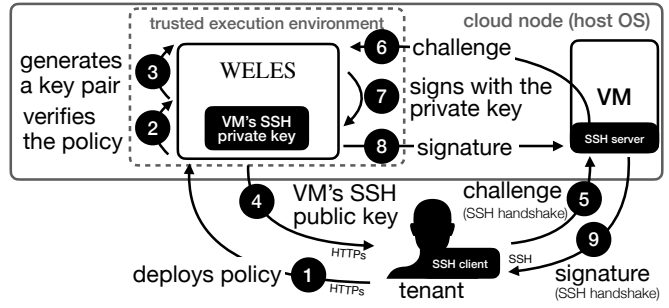 trusted execution environment
cloud node (host OS)
6
challenge
generates
a key pair
3
WELES
7
signs with the
private key
VM
verifies
the policy
2
VM's SSH
private key
8
signature
SSH server
4
VM's SSH
public key
challenge
(SSH handshake)
5
HTTPs
SSH client
SSH
9
deploys policy
1
HTTPs
tenant
signature
(SSH handshake)